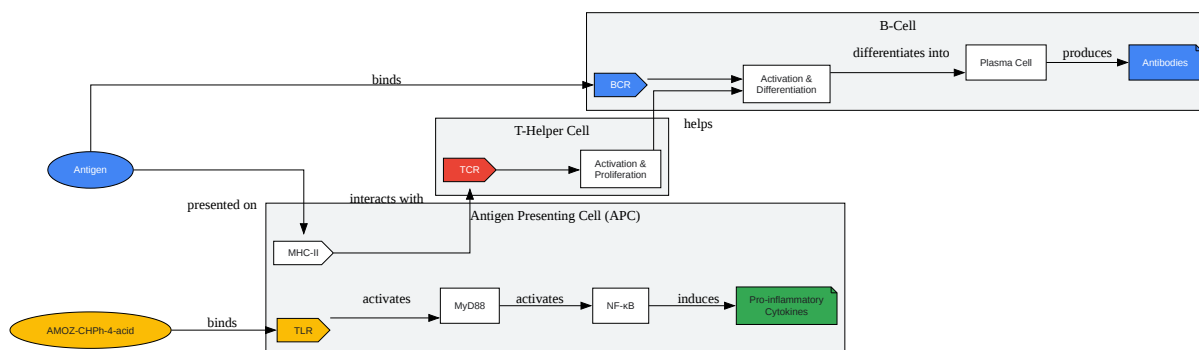 B-Cell
differentiates into
produces
Plasma Cell
Antibodies
binds
BCR
Activation &
Differentiation
helps
T-Helper Cell
Antigen
TCR
Activation &
Proliferation
presented on
interacts with
Antigen Presenting Cell (APC)
MHC-II
activates
MyD88
activates
NF-κB
induces
Pro-inflammatory
Cytokines
AMOZ-CHPh-4-acid
binds
TLR